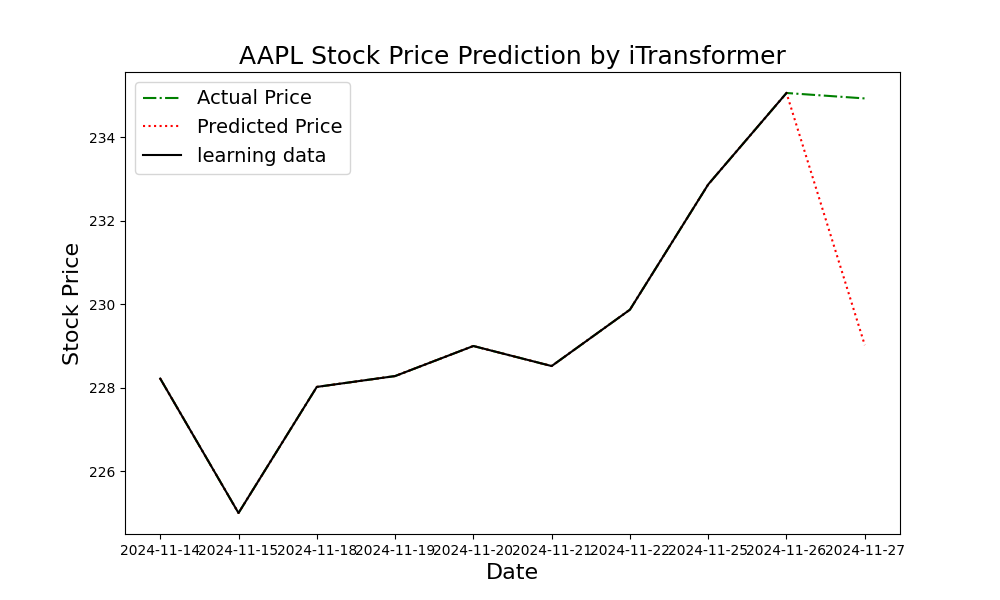 AAPL Stock Price Prediction by iTransformer
Actual Price
Predicted Price
learning data
Stock Price
234
232
230
228
226
2024-11-14
2024-11-15
2024-11-18
2024-11-19
2024-11-20
2024-11-21
2024-11-22
2024-11-25
2024-11-26
2024-11-27
Date